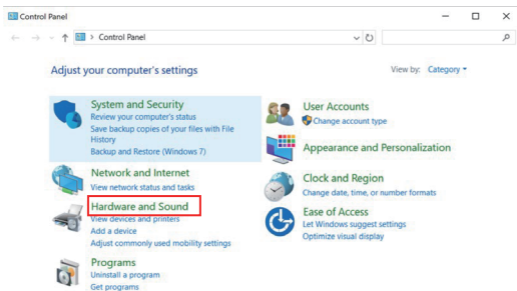 Control Panel
Control Panel
Adjust your computer's settings
View by: Category
System and Security
Review your computer's status
Save backup copies of your files with File
History
Backup and Restore (Windows 7)
Network and Internet
View network status and tasks
Hardware and Sound
View devices and printers
Add a device
Adjust commonly used mobility settings
Programs
Uninstall a program
Get programs
User Accounts
Change account type
Appearance and Personalization
Clock and Region
Change date, time, or number formats
Ease of Access
Let Windows suggest settings
Optimize visual display